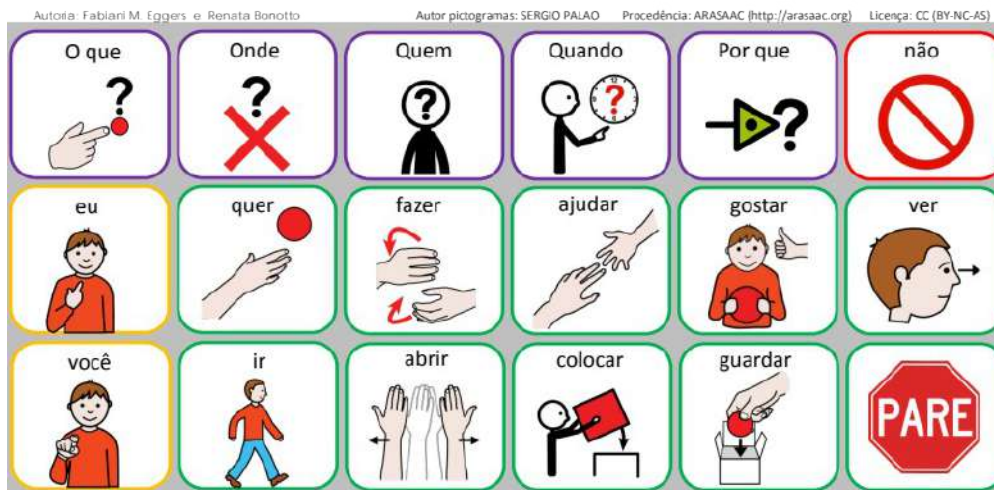 Autoria: Fabiani M. Eggers e Renata Bonotto Autor pictogramas: SERGIO PALAO Procedência: ARASAAC (http://arasaac.org) Licença: CC (BY-NC-AS)
O que Onde Quem Quando Por que não
? ? ? ? ?
12
eu quer fazer ajudar gostar ver
você ir abrir colocar guardar
PARE